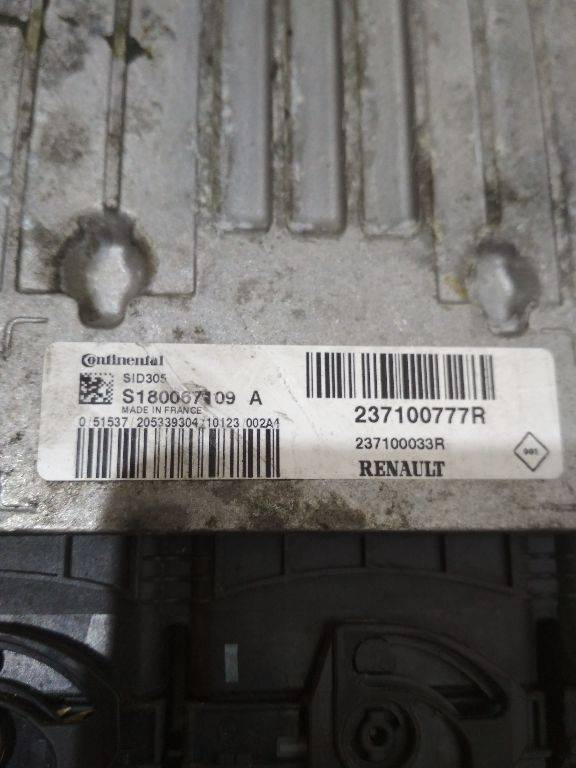 Continental
SID305
S180067109 A
MADE IN FRANCE
0 51537 205339304 10123 002A4
237100777R
237100033R
RENAULT